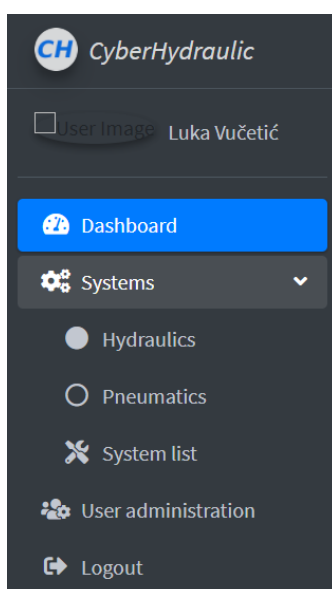 CH CyberHydraulic
User Image Luka Vučetić
Dashboard
Systems
Hydraulics
Pneumatics
System list
User administration
Logout